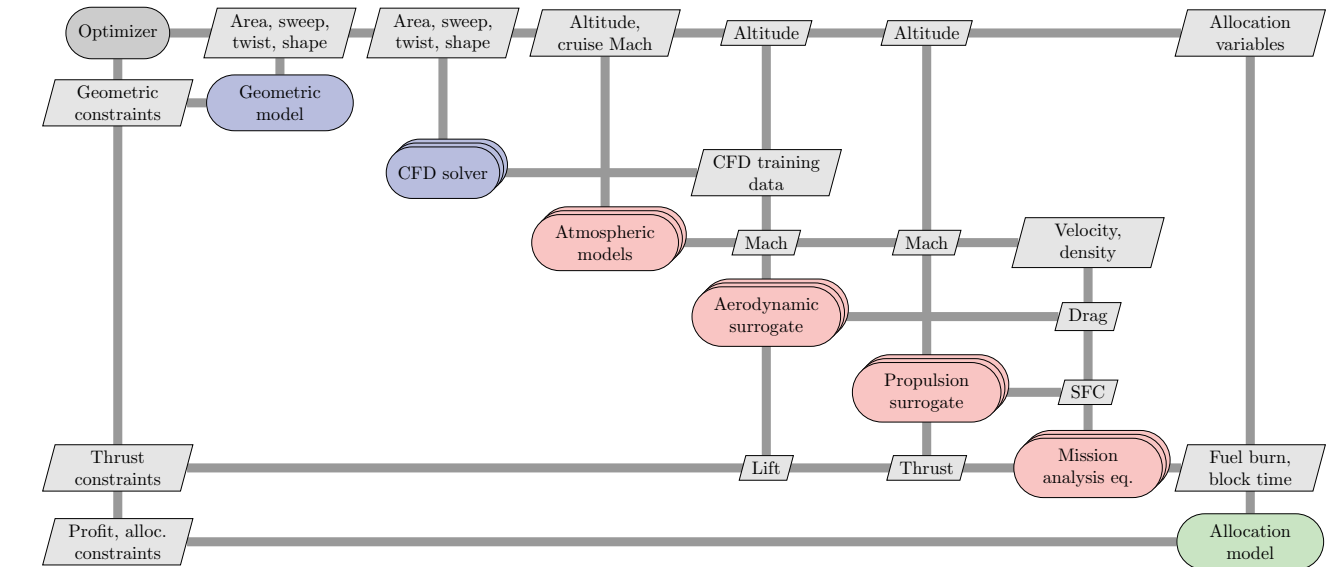 Optimizer
Area, sweep,
twist, shape
Area, sweep,
twist, shape
Altitude,
cruise Mach
Altitude
Altitude
Allocation
variables
Geometric
constraints
Geometric
model
CFD solver
CFD training
data
Atmospheric
models
Mach
Mach
Velocity,
density
Aerodynamic
surrogate
Drag
Propulsion
surrogate
SFC
Thrust
constraints
Lift
Thrust
Mission
analysis eq.
Fuel burn,
block time
Profit, alloc.
constraints
Allocation
model